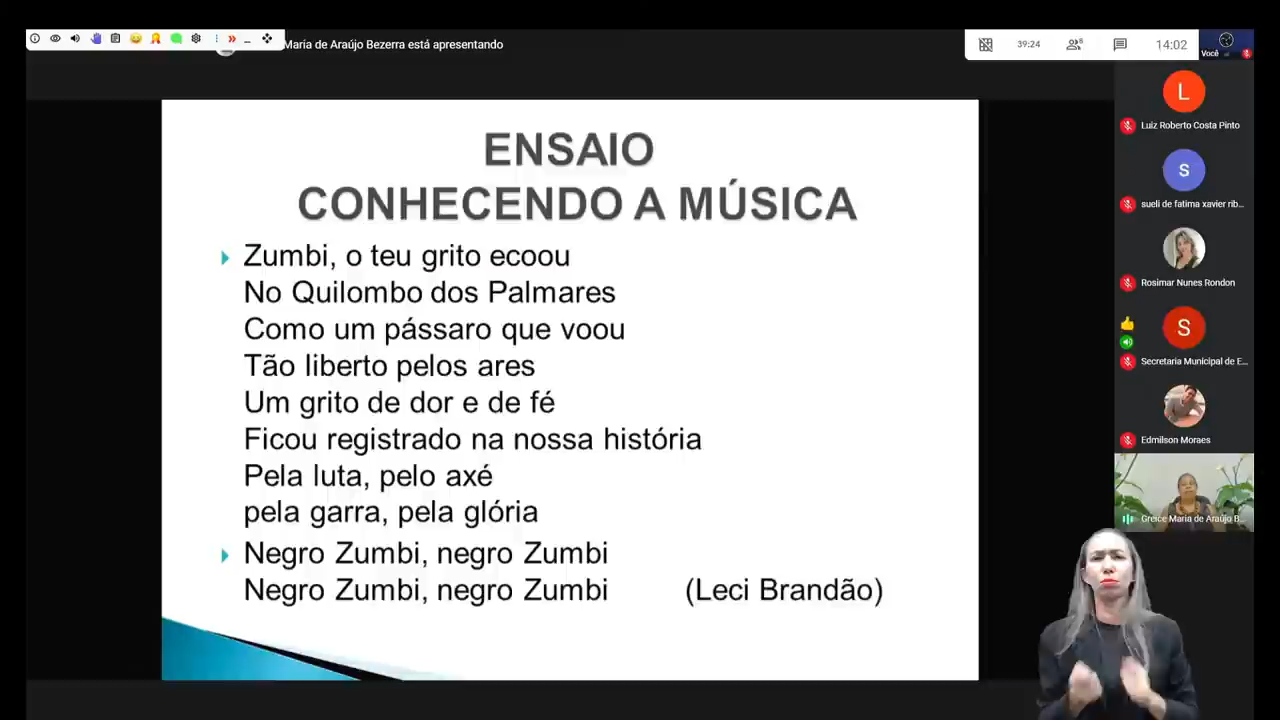 Maria de Araújo Bezerra está apresentando
39:24
8
14:02
Você
ENSAIO
CONHECENDO A MÚSICA
Zumbi, o teu grito ecoou
No Quilombo dos Palmares
Como um pássaro que voou
Tão liberto pelos ares
Um grito de dor e de fé
Ficou registrado na nossa história
Pela luta, pelo axé
pela garra, pela glória
Negro Zumbi, negro Zumbi
Negro Zumbi, negro Zumbi (Leci Brandão)
L
Luiz Roberto Costa Pinto
s
sueli de fatima xavier rib...
Rosimar Nunes Rondon
S
Secretaria Municipal de E...
Edmilson Moraes
Greice Maria de Araújo B...